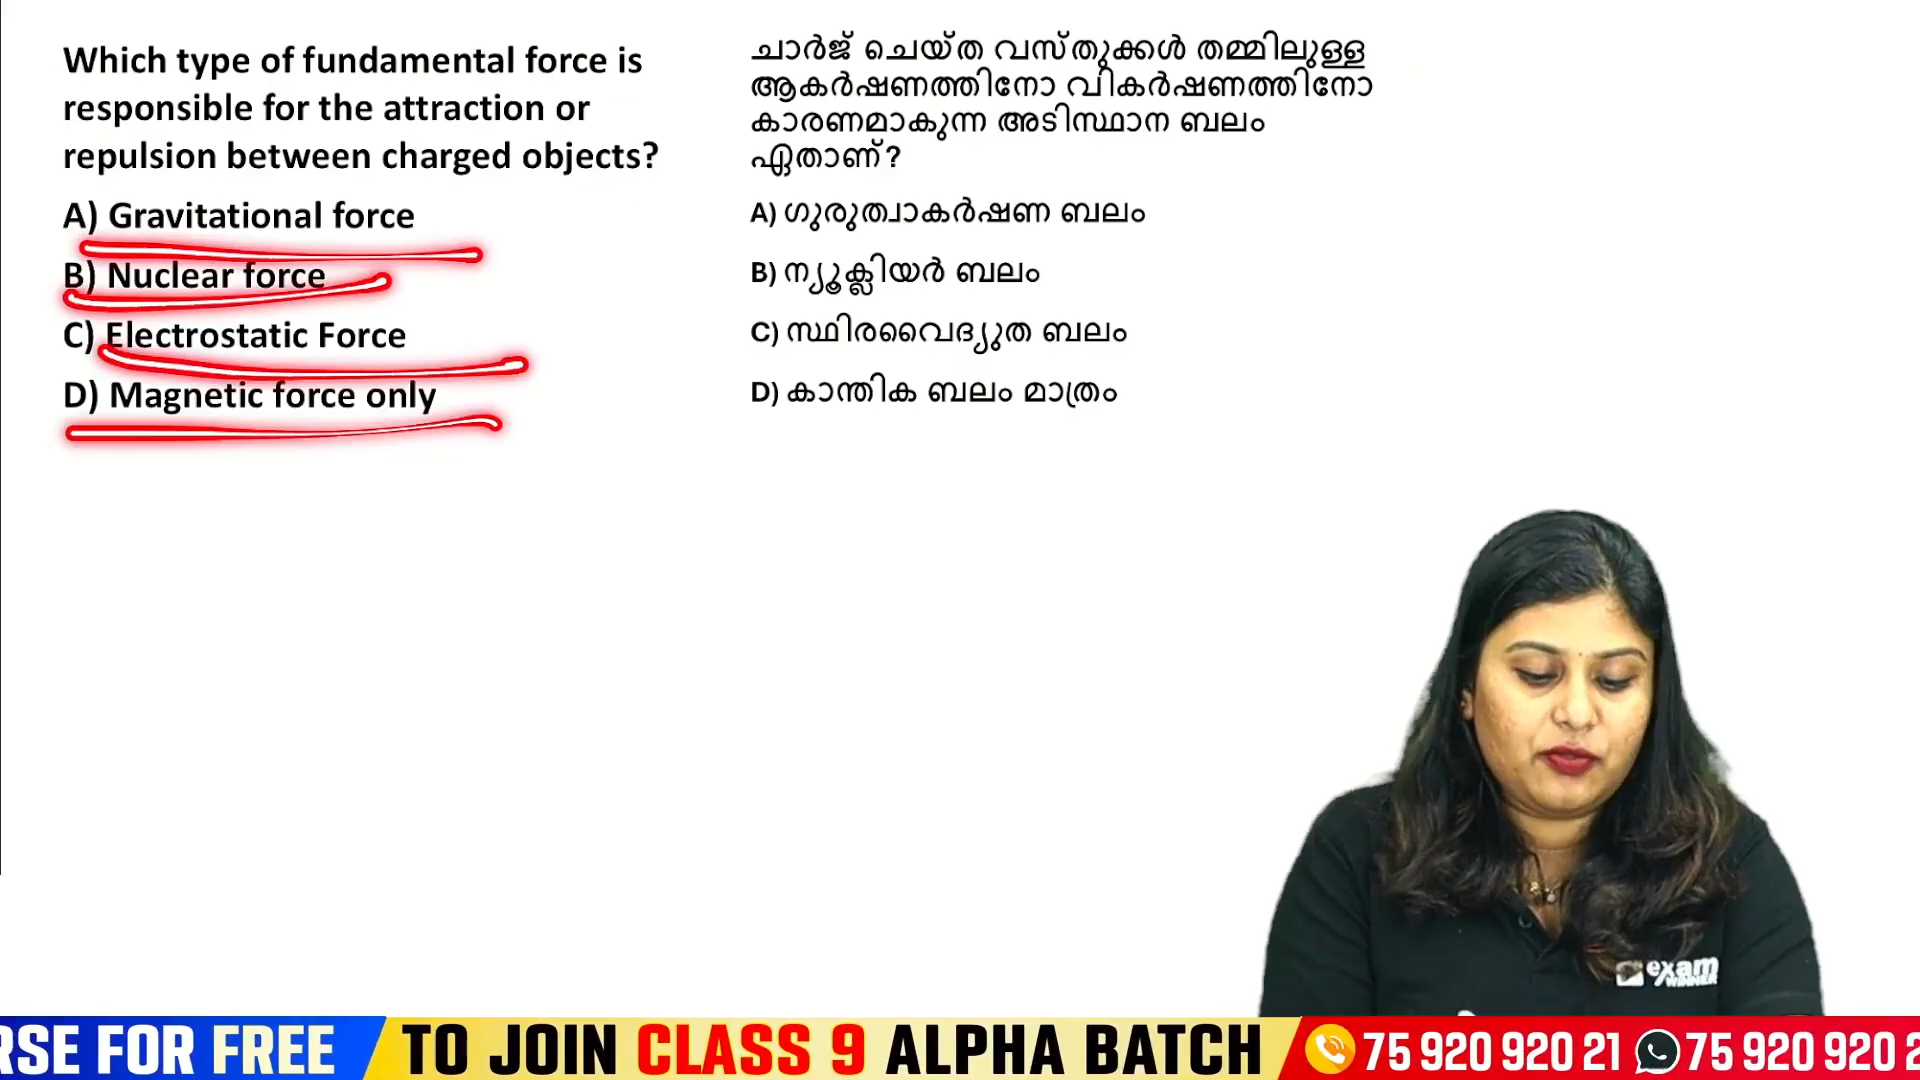 Which type of fundamental force is
responsible for the attraction or
repulsion between charged objects?
A) Gravitational force
B) Nuclear force
C) Electrostatic Force
D) Magnetic force only
ചാർജ് ചെയ്ത വസ്തുക്കൾ തമ്മിലുള്ള
ആകർഷണത്തിനോ വികർഷണത്തിനോ
കാരണമാകുന്ന അടിസ്ഥാന ബലം
ഏതാണ്?
A) ഗുരുത്വാകർഷണ ബലം
B) ന്യൂക്ലിയർ ബലം
C) സ്ഥിരവൈദ്യുത ബലം
D) കാന്തിക ബലം മാത്രം
exam
WINNER
RSE FOR FREE TO JOIN CLASS 9 ALPHA BATCH 75 920 920 21 75 920 920 2